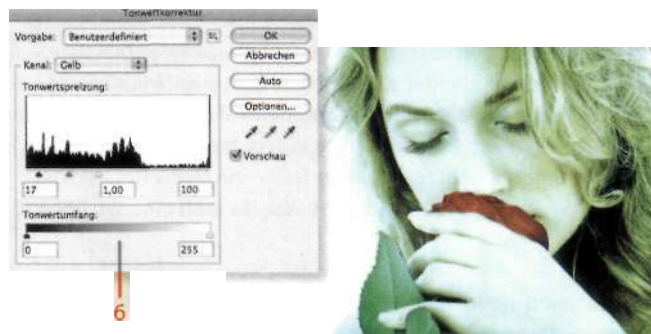 Tonwertkorrektur
Vorgabe: Benutzerdefiniert
OK
Abbrechen
Kanal: Gelb
Auto
Tonwertspreizung:
Optionen...
Vorschau
17 1,00 100
Tonwertumfang:
0 255
6